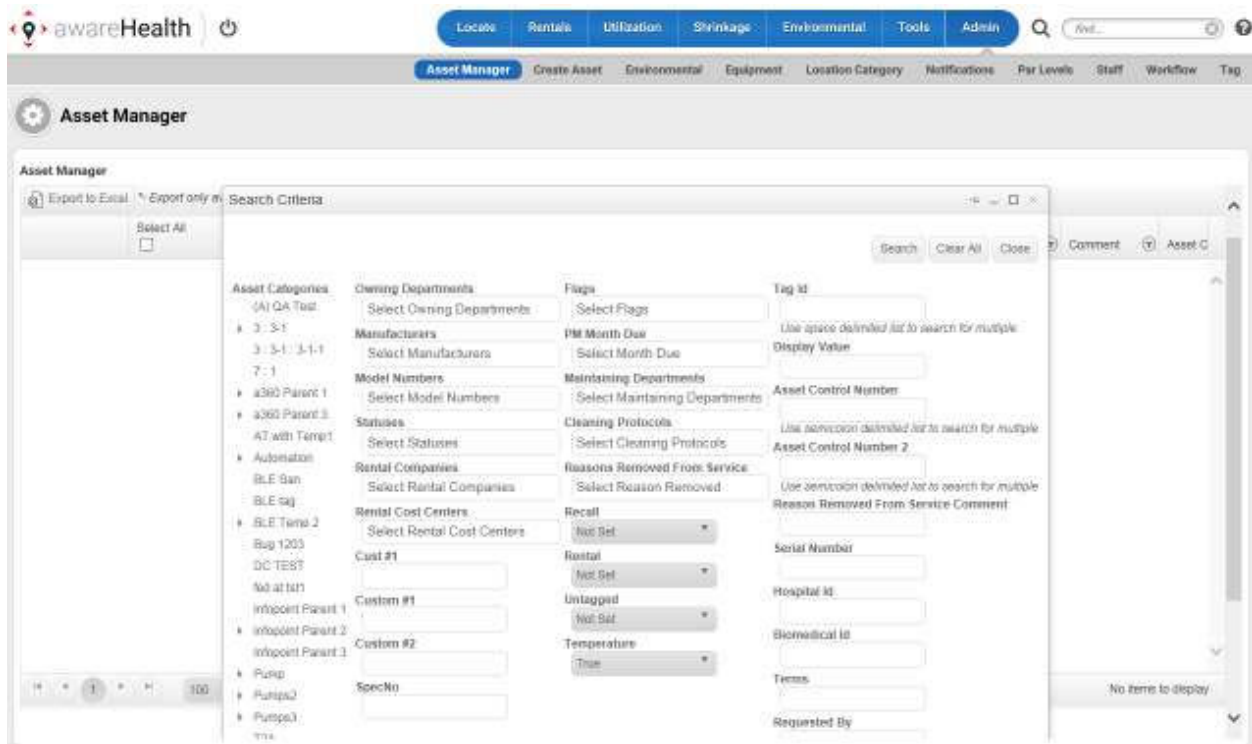 awareHealth
Locate Rentals Utilization Shrinkage Environmental Tools Admin find...
Asset Manager Create Asset Environmental Equipment Location Category Notifications Par Levels Staff Workflow Tag
Asset Manager
Asset Manager
Export to Excel * Export only
Search Criteria
Select All
Comment Asset C
Search Clear All Close
Asset Categories
(A) QA Test
3 : 3-1
3 : 3-1 : 3-1-1
7 : 1
a360 Parent 1
a360 Parent 3
AT with Temp1
Automation
BLE San
BLE tag
BLE Temp 2
Bug 1203
DC TEST
Infopoint Parent 1
Infopoint Parent 2
Infopoint Parent 3
Pump
Pumps2
Pumps3
Owning Departments
Select Owning Departments
Manufacturers
Select Manufacturers
Model Numbers
Select Model Numbers
Statuses
Select Statuses
Rental Companies
Select Rental Companies
Rental Cost Centers
Select Rental Cost Centers
Cust #1
Custom #1
Custom #2
SpecNo
Flags
Select Flags
PM Month Due
Select Month Due
Maintaining Departments
Select Maintaining Departments
Cleaning Protocols
Select Cleaning Protocols
Reasons Removed From Service
Select Reason Removed
Recall
Not Set
Rental
Not Set
Untagged
Not Set
Temperature
True
Tag Id
Use space delimited list to search for multiple
Display Value
Asset Control Number
Use semicolon delimited list to search for multiple
Asset Control Number 2
Use semicolon delimited list to search for multiple
Reason Removed From Service Comment
Serial Number
Hospital Id
Biomedical Id
Terms
Requested By
1 100
No items to display